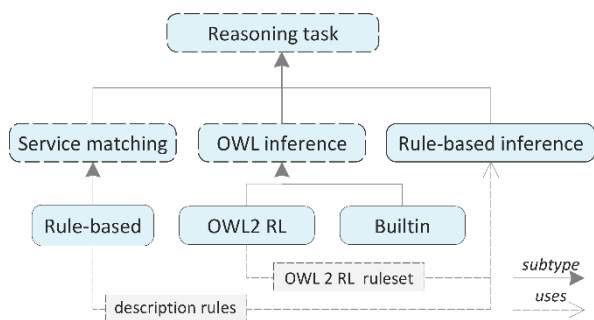 Reasoning task
Service matching
OWL inference
Rule-based inference
Rule-based
OWL2 RL
Builtin
OWL 2 RL ruleset
subtype
description rules
uses